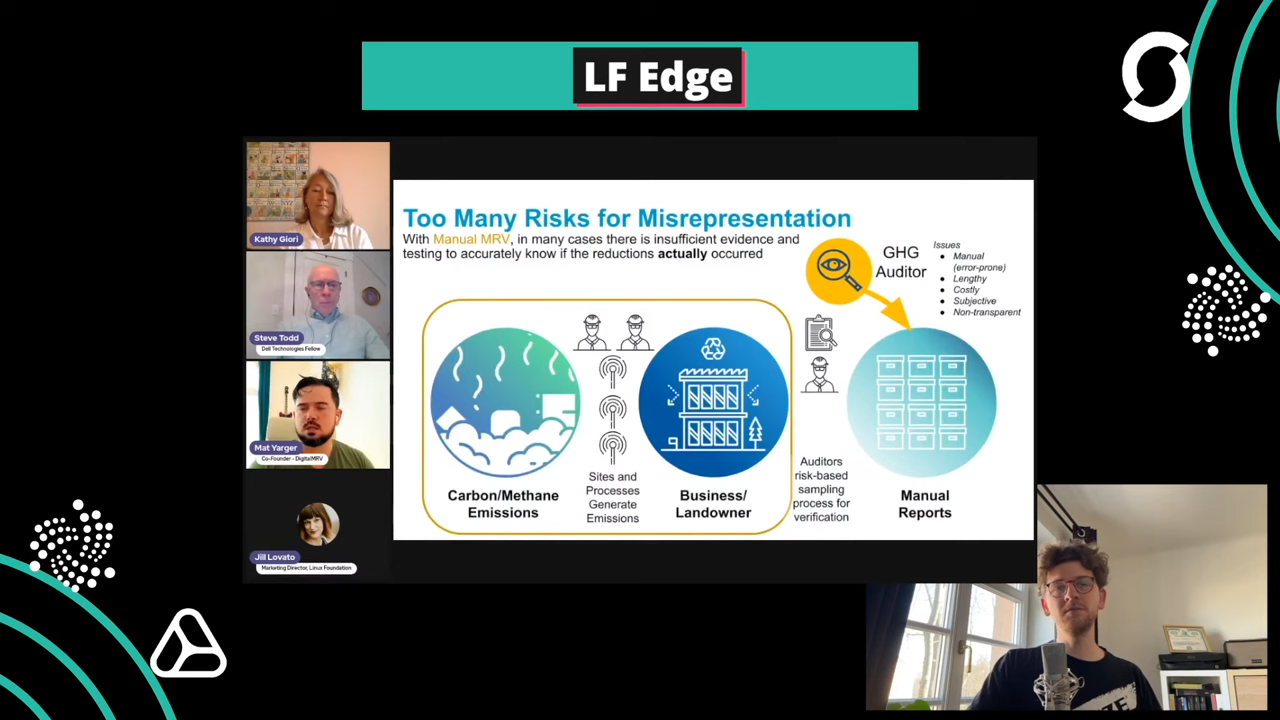 LF Edge
Kathy Giori
Steve Todd
Dell Technologies Fellow
Mat Yarger
Co-Founder - DigitalMRV
Jill Lovato
Marketing Director, Linux Foundation
Too Many Risks for Misrepresentation
With Manual MRV, in many cases there is insufficient evidence and
testing to accurately know if the reductions actually occurred
GHG
Auditor
Issues
• Manual
(error-prone)
• Lengthy
• Costly
• Subjective
• Non-transparent
Carbon/Methane
Emissions
Sites and
Processes
Generate
Emissions
Business/
Landowner
Auditors
risk-based
sampling
process for
verification
Manual
Reports